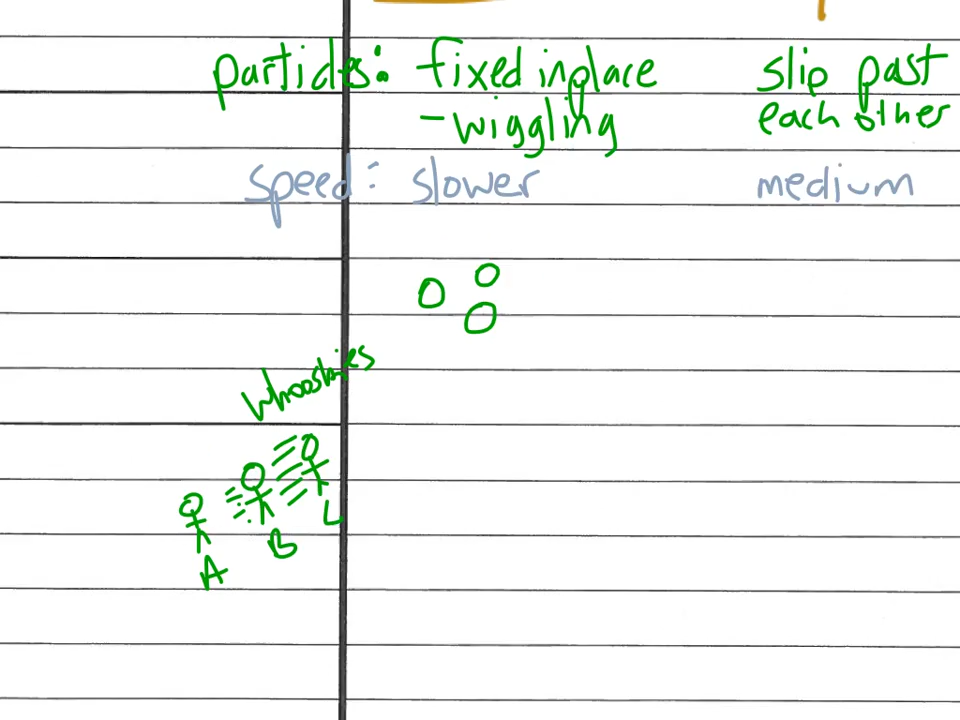 particles: fixed in place slip past
- wiggling each other
speed: slower medium
whooshies
L
B
A